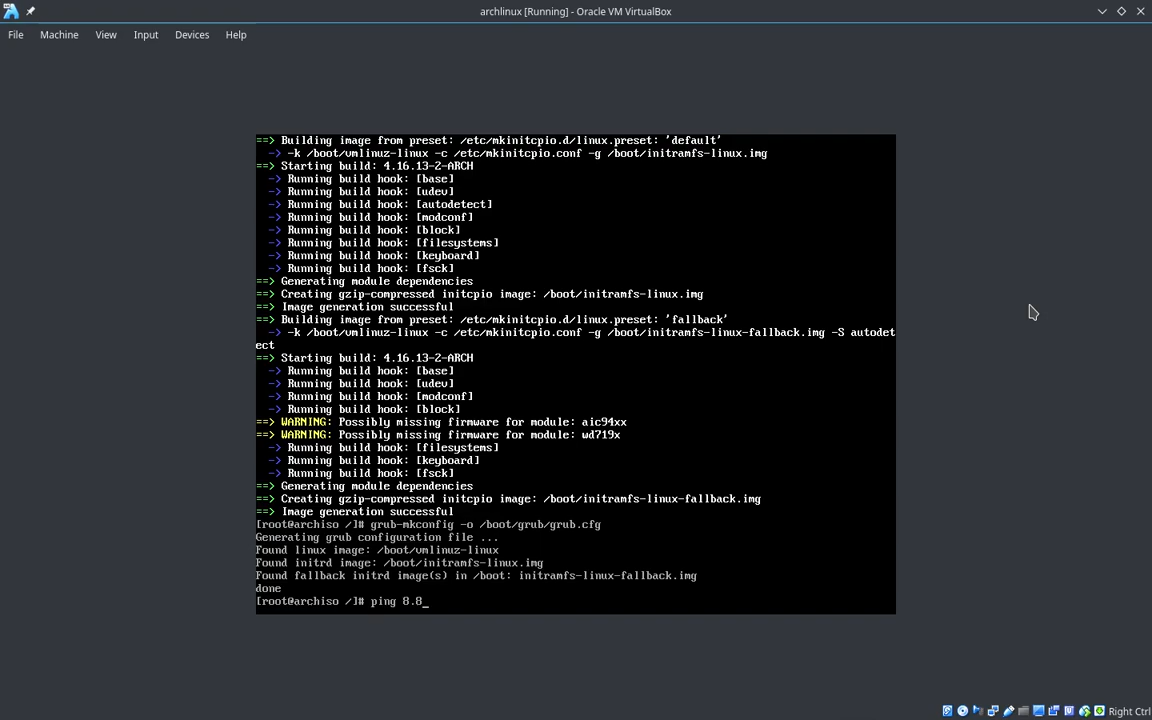 archlinux [Running] - Oracle VM VirtualBox
File Machine View Input Devices Help
==> Building image from preset: /etc/mkinitcpio.d/linux.preset: 'default'
-> -k /boot/vmlinuz-linux -c /etc/mkinitcpio.conf -g /boot/initramfs-linux.img
==> Starting build: 4.16.13-2-ARCH
-> Running build hook: [base]
-> Running build hook: [udev]
-> Running build hook: [autodetect]
-> Running build hook: [modconf]
-> Running build hook: [block]
-> Running build hook: [filesystems]
-> Running build hook: [keyboard]
-> Running build hook: [fsck]
==> Generating module dependencies
==> Creating gzip-compressed initcpio image: /boot/initramfs-linux.img
==> Image generation successful
==> Building image from preset: /etc/mkinitcpio.d/linux.preset: 'fallback'
-> -k /boot/vmlinuz-linux -c /etc/mkinitcpio.conf -g /boot/initramfs-linux-fallback.img -S autodet
ect
==> Starting build: 4.16.13-2-ARCH
-> Running build hook: [base]
-> Running build hook: [udev]
-> Running build hook: [modconf]
-> Running build hook: [block]
==> WARNING: Possibly missing firmware for module: aic94xx
==> WARNING: Possibly missing firmware for module: wd719x
-> Running build hook: [filesystems]
-> Running build hook: [keyboard]
-> Running build hook: [fsck]
==> Generating module dependencies
==> Creating gzip-compressed initcpio image: /boot/initramfs-linux-fallback.img
==> Image generation successful
[root@archiso /]# grub-mkconfig -o /boot/grub/grub.cfg
Generating grub configuration file ...
Found linux image: /boot/vmlinuz-linux
Found initrd image: /boot/initramfs-linux.img
Found fallback initrd image(s) in /boot: initramfs-linux-fallback.img
done
[root@archiso /]# ping 8.8_
Right Ctrl